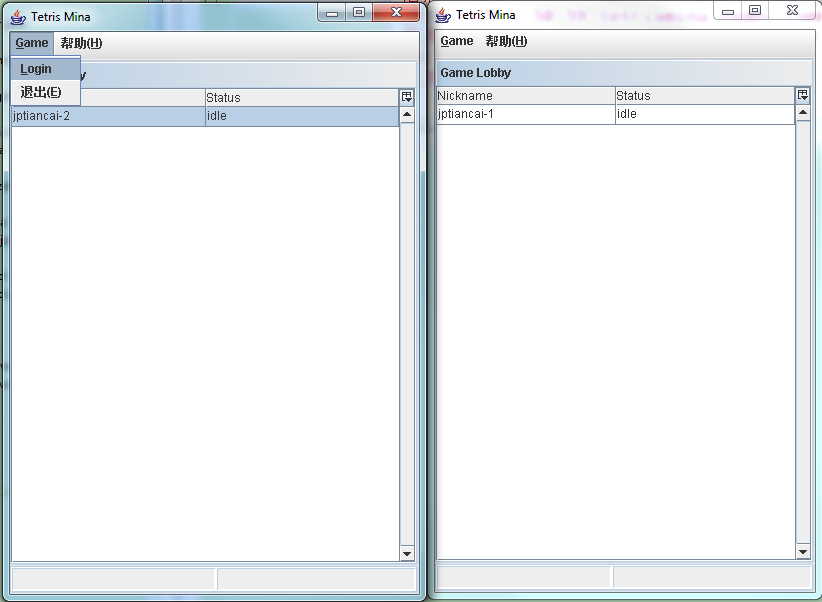 Tetris Mina
Game 帮助(H)
Login
退出(E)
Status
jptiancai-2 idle
Tetris Mina
Game 帮助(H)
Game Lobby
Nickname Status
jptiancai-1 idle